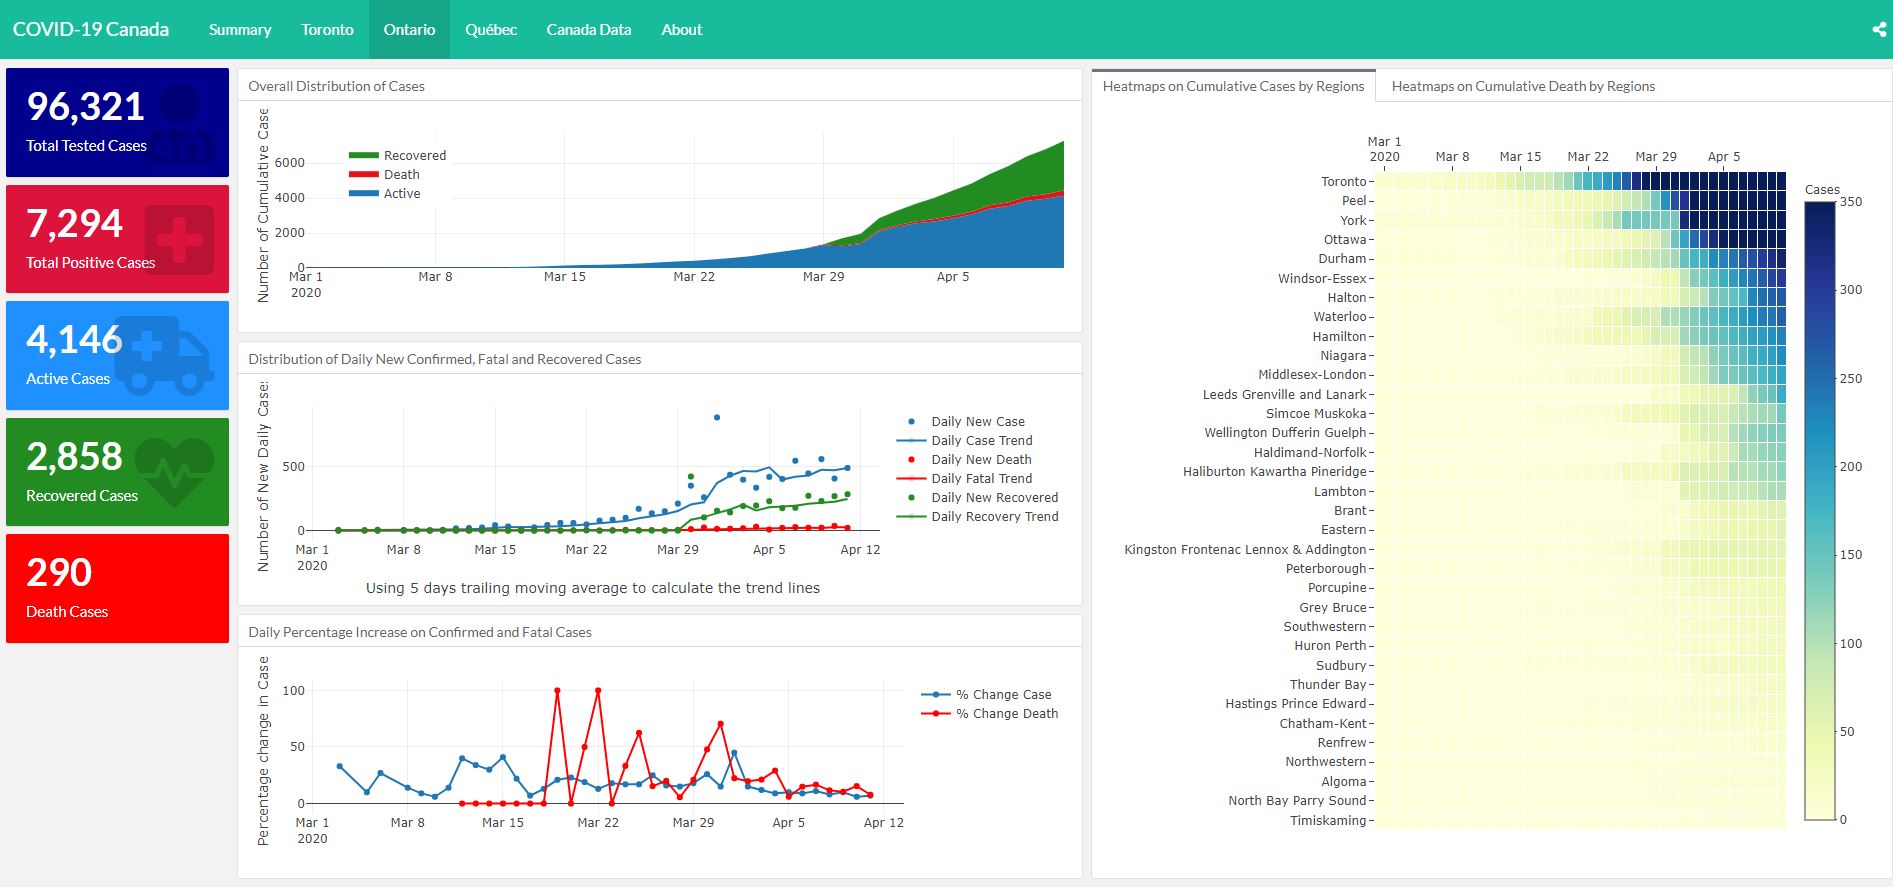 COVID-19 Canada
Summary
Toronto
Ontario
Québec
Canada Data
About
96,321
Total Tested Cases
7,294
Total Positive Cases
4,146
Active Cases
2,858
Recovered Cases
290
Death Cases
Overall Distribution of Cases
Number of Cumulative Case
6000
4000
2000
0
Recovered
Death
Active
Mar 1
2020
Mar 8
Mar 15
Mar 22
Mar 29
Apr 5
Distribution of Daily New Confirmed, Fatal and Recovered Cases
Number of New Daily Case
500
0
Mar 1
2020
Mar 8
Mar 15
Mar 22
Mar 29
Apr 5
Apr 12
Daily New Case
Daily Case Trend
Daily New Death
Daily Fatal Trend
Daily New Recovered
Daily Recovery Trend
Using 5 days trailing moving average to calculate the trend lines
Daily Percentage Increase on Confirmed and Fatal Cases
Percentage change in Case
100
50
0
Mar 1
2020
Mar 8
Mar 15
Mar 22
Mar 29
Apr 5
Apr 12
% Change Case
% Change Death
Heatmaps on Cumulative Cases by Regions
Heatmaps on Cumulative Death by Regions
Mar 1
2020
Mar 8
Mar 15
Mar 22
Mar 29
Apr 5
Toronto
Peel
York
Ottawa
Durham
Windsor-Essex
Halton
Waterloo
Hamilton
Niagara
Middlesex-London
Leeds Grenville and Lanark
Simcoe Muskoka
Wellington Dufferin Guelph
Haldimand-Norfolk
Haliburton Kawartha Pineridge
Lambton
Brant
Eastern
Kingston Frontenac Lennox & Addington
Peterborough
Porcupine
Grey Bruce
Southwestern
Huron Perth
Sudbury
Thunder Bay
Hastings Prince Edward
Chatham-Kent
Renfrew
Northwestern
Algoma
North Bay Parry Sound
Timiskaming
Cases
350
300
250
200
150
100
50
0